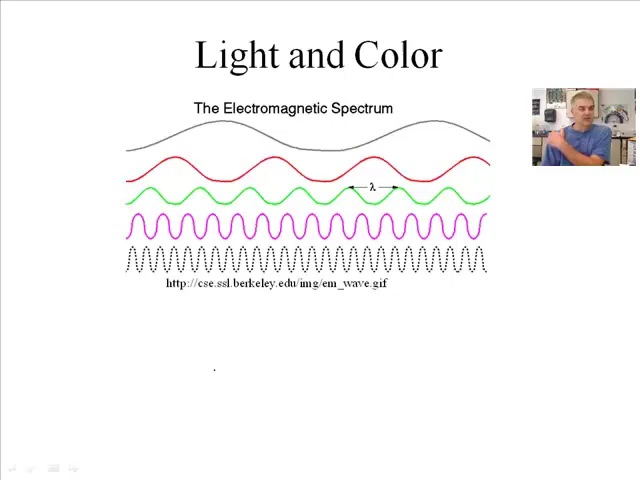 Light and Color
The Electromagnetic Spectrum
λ
http://cse.ssl.berkeley.edu/img/em_wave.gif